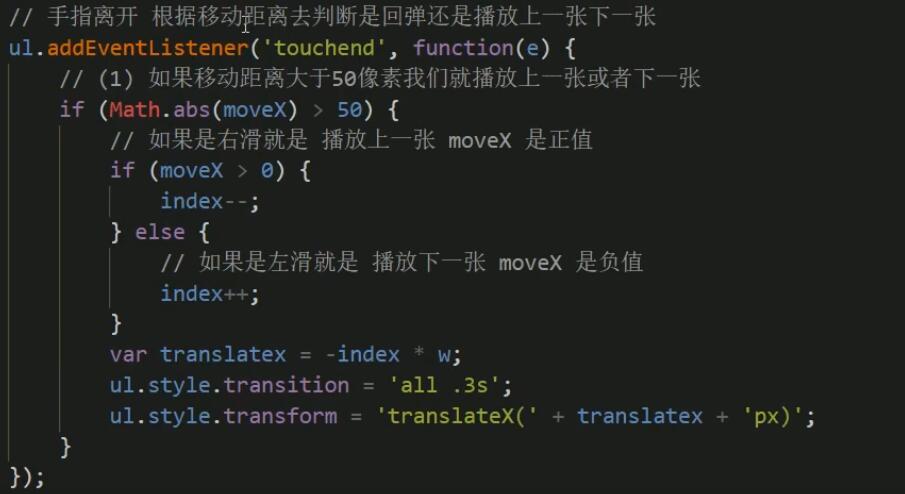 // 手指离开 根据移动距离去判断是回弹还是播放上一张下一张
ul.addEventListener('touchend', function(e) {
    // (1) 如果移动距离大于50像素我们就播放上一张或者下一张
    if (Math.abs(moveX) > 50) {
        // 如果是右滑就是 播放上一张 moveX 是正值
        if (moveX > 0) {
            index--;
        } else {
            // 如果是左滑就是 播放下一张 moveX 是负值
            index++;
        }
        var translatex = -index * w;
        ul.style.transition = 'all .3s';
        ul.style.transform = 'translateX(' + translatex + 'px)';
    }
});